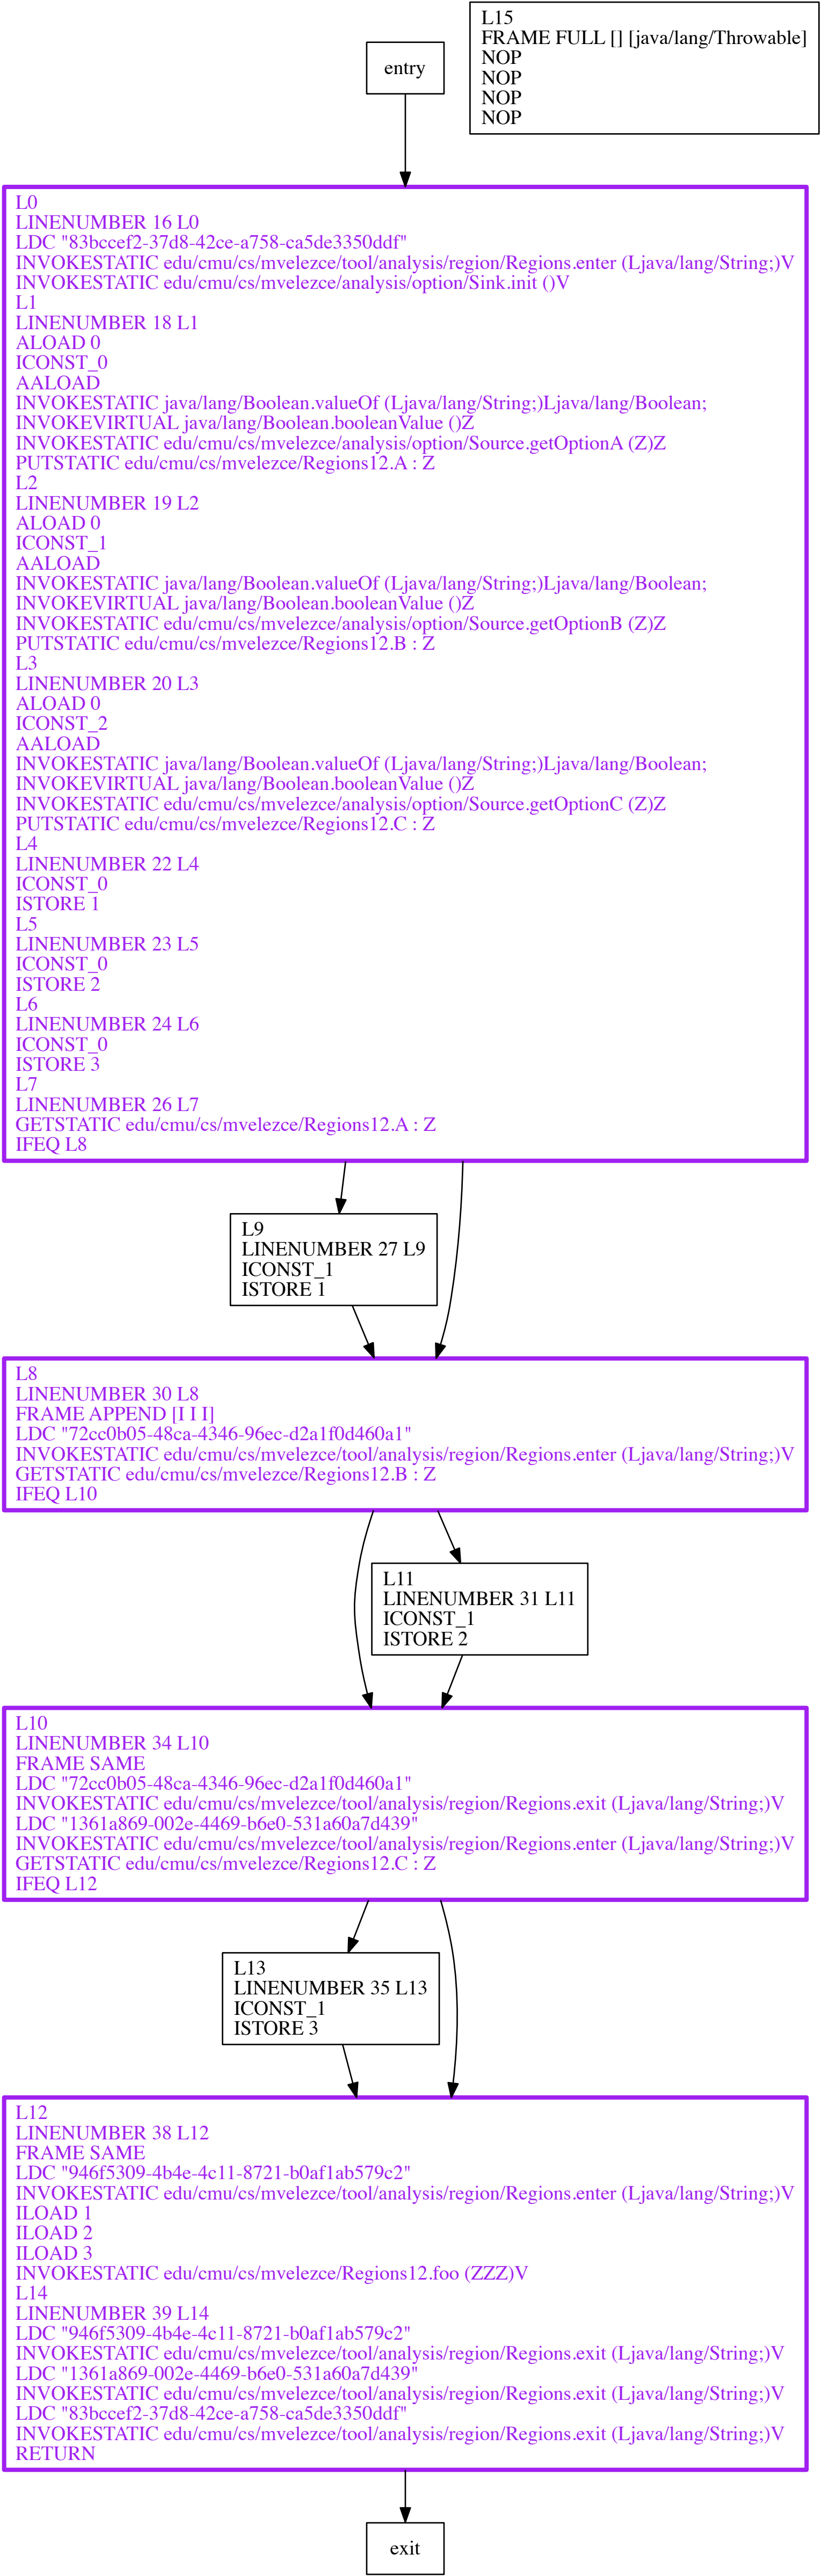 L15
FRAME FULL [] [java/lang/Throwable]
NOP
NOP
NOP
NOP
entry
L0
LINENUMBER 16 L0
LDC "83bccef2-37d8-42ce-a758-ca5de3350ddf"
INVOKESTATIC edu/cmu/cs/mvelezce/tool/analysis/region/Regions.enter (Ljava/lang/String;)V
INVOKESTATIC edu/cmu/cs/mvelezce/analysis/option/Sink.init ()V
L1
LINENUMBER 18 L1
ALOAD 0
ICONST_0
AALOAD
INVOKESTATIC java/lang/Boolean.valueOf (Ljava/lang/String;)Ljava/lang/Boolean;
INVOKEVIRTUAL java/lang/Boolean.booleanValue ()Z
INVOKESTATIC edu/cmu/cs/mvelezce/analysis/option/Source.getOptionA (Z)Z
PUTSTATIC edu/cmu/cs/mvelezce/Regions12.A : Z
L2
LINENUMBER 19 L2
ALOAD 0
ICONST_1
AALOAD
INVOKESTATIC java/lang/Boolean.valueOf (Ljava/lang/String;)Ljava/lang/Boolean;
INVOKEVIRTUAL java/lang/Boolean.booleanValue ()Z
INVOKESTATIC edu/cmu/cs/mvelezce/analysis/option/Source.getOptionB (Z)Z
PUTSTATIC edu/cmu/cs/mvelezce/Regions12.B : Z
L3
LINENUMBER 20 L3
ALOAD 0
ICONST_2
AALOAD
INVOKESTATIC java/lang/Boolean.valueOf (Ljava/lang/String;)Ljava/lang/Boolean;
INVOKEVIRTUAL java/lang/Boolean.booleanValue ()Z
INVOKESTATIC edu/cmu/cs/mvelezce/analysis/option/Source.getOptionC (Z)Z
PUTSTATIC edu/cmu/cs/mvelezce/Regions12.C : Z
L4
LINENUMBER 22 L4
ICONST_0
ISTORE 1
L5
LINENUMBER 23 L5
ICONST_0
ISTORE 2
L6
LINENUMBER 24 L6
ICONST_0
ISTORE 3
L7
LINENUMBER 26 L7
GETSTATIC edu/cmu/cs/mvelezce/Regions12.A : Z
IFEQ L8
L9
LINENUMBER 27 L9
ICONST_1
ISTORE 1
L8
LINENUMBER 30 L8
FRAME APPEND [I I I]
LDC "72cc0b05-48ca-4346-96ec-d2a1f0d460a1"
INVOKESTATIC edu/cmu/cs/mvelezce/tool/analysis/region/Regions.enter (Ljava/lang/String;)V
GETSTATIC edu/cmu/cs/mvelezce/Regions12.B : Z
IFEQ L10
L11
LINENUMBER 31 L11
ICONST_1
ISTORE 2
L10
LINENUMBER 34 L10
FRAME SAME
LDC "72cc0b05-48ca-4346-96ec-d2a1f0d460a1"
INVOKESTATIC edu/cmu/cs/mvelezce/tool/analysis/region/Regions.exit (Ljava/lang/String;)V
LDC "1361a869-002e-4469-b6e0-531a60a7d439"
INVOKESTATIC edu/cmu/cs/mvelezce/tool/analysis/region/Regions.enter (Ljava/lang/String;)V
GETSTATIC edu/cmu/cs/mvelezce/Regions12.C : Z
IFEQ L12
L13
LINENUMBER 35 L13
ICONST_1
ISTORE 3
L12
LINENUMBER 38 L12
FRAME SAME
LDC "946f5309-4b4e-4c11-8721-b0af1ab579c2"
INVOKESTATIC edu/cmu/cs/mvelezce/tool/analysis/region/Regions.enter (Ljava/lang/String;)V
ILOAD 1
ILOAD 2
ILOAD 3
INVOKESTATIC edu/cmu/cs/mvelezce/Regions12.foo (ZZZ)V
L14
LINENUMBER 39 L14
LDC "946f5309-4b4e-4c11-8721-b0af1ab579c2"
INVOKESTATIC edu/cmu/cs/mvelezce/tool/analysis/region/Regions.exit (Ljava/lang/String;)V
LDC "1361a869-002e-4469-b6e0-531a60a7d439"
INVOKESTATIC edu/cmu/cs/mvelezce/tool/analysis/region/Regions.exit (Ljava/lang/String;)V
LDC "83bccef2-37d8-42ce-a758-ca5de3350ddf"
INVOKESTATIC edu/cmu/cs/mvelezce/tool/analysis/region/Regions.exit (Ljava/lang/String;)V
RETURN
exit